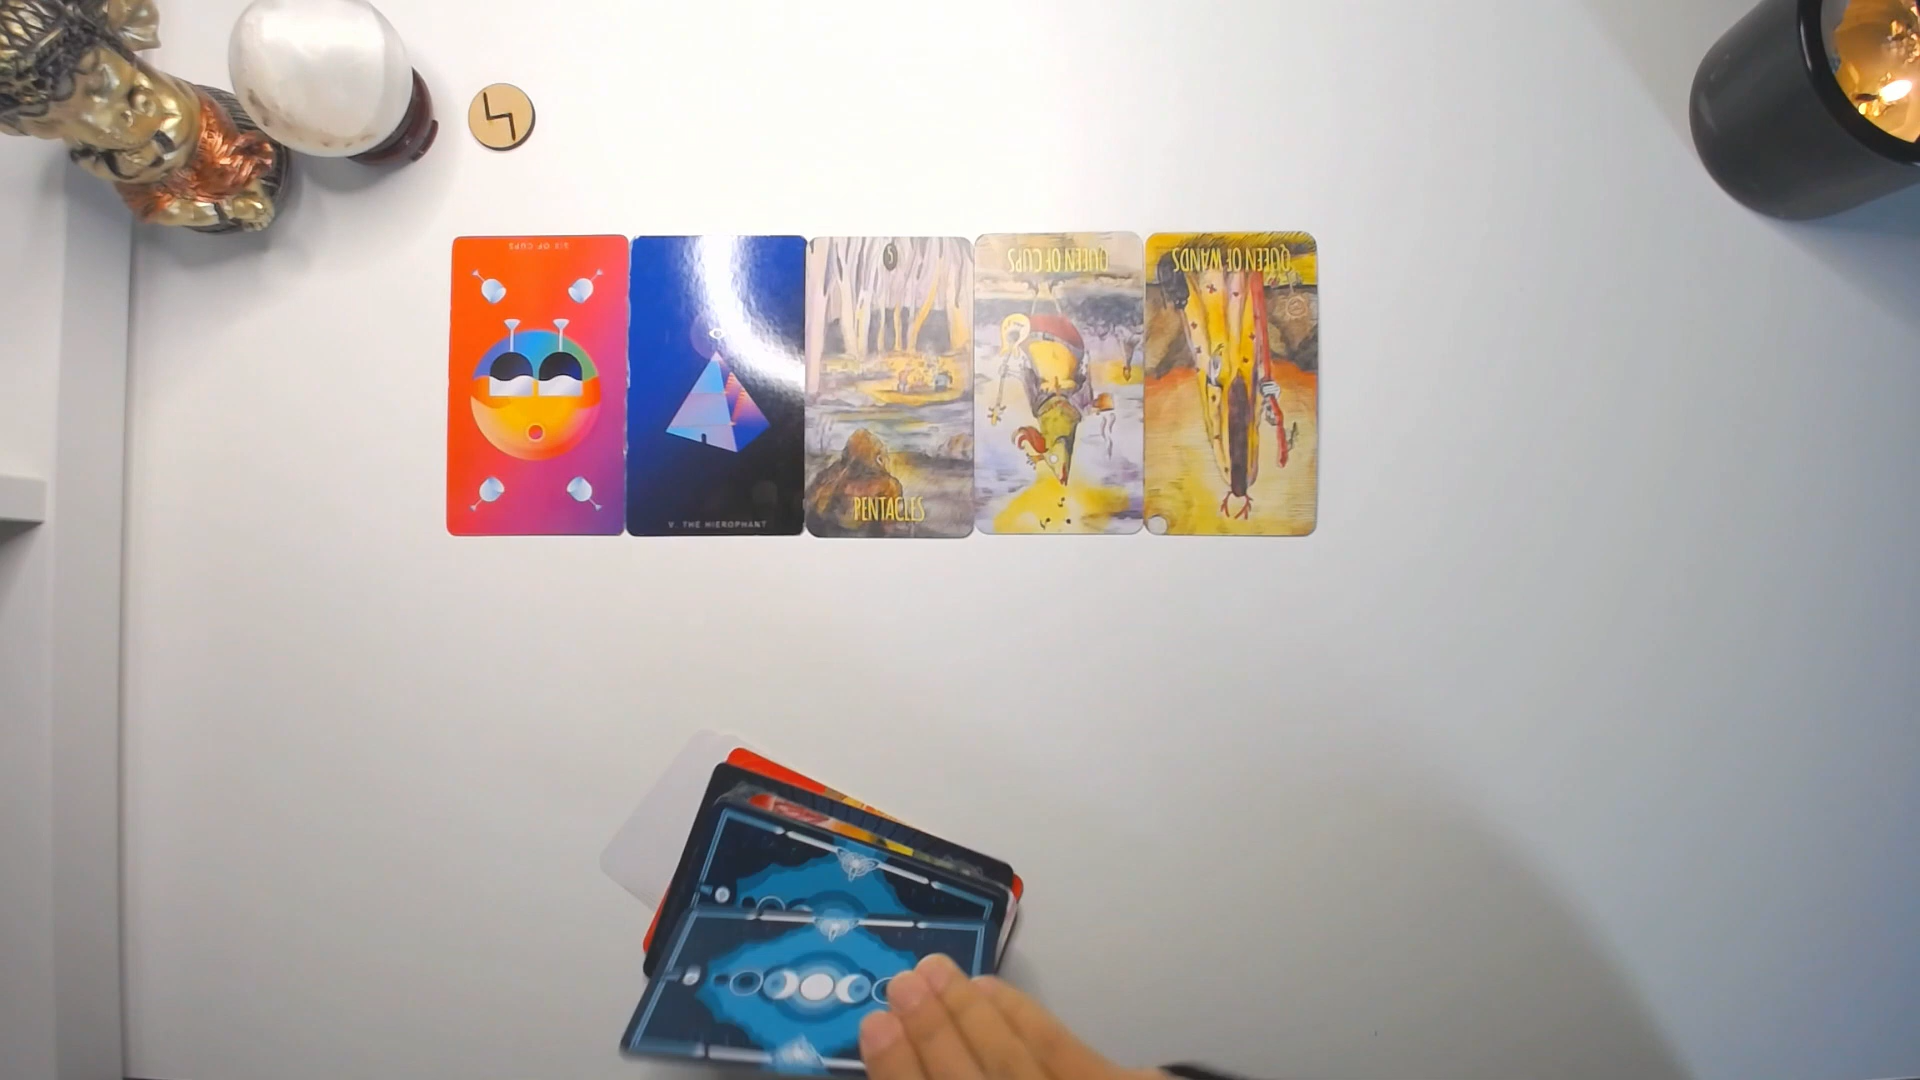 SIX OF CUPS
V. THE HIEROPHANT
5
PENTACLES
QUEEN OF CUPS
QUEEN OF WANDS